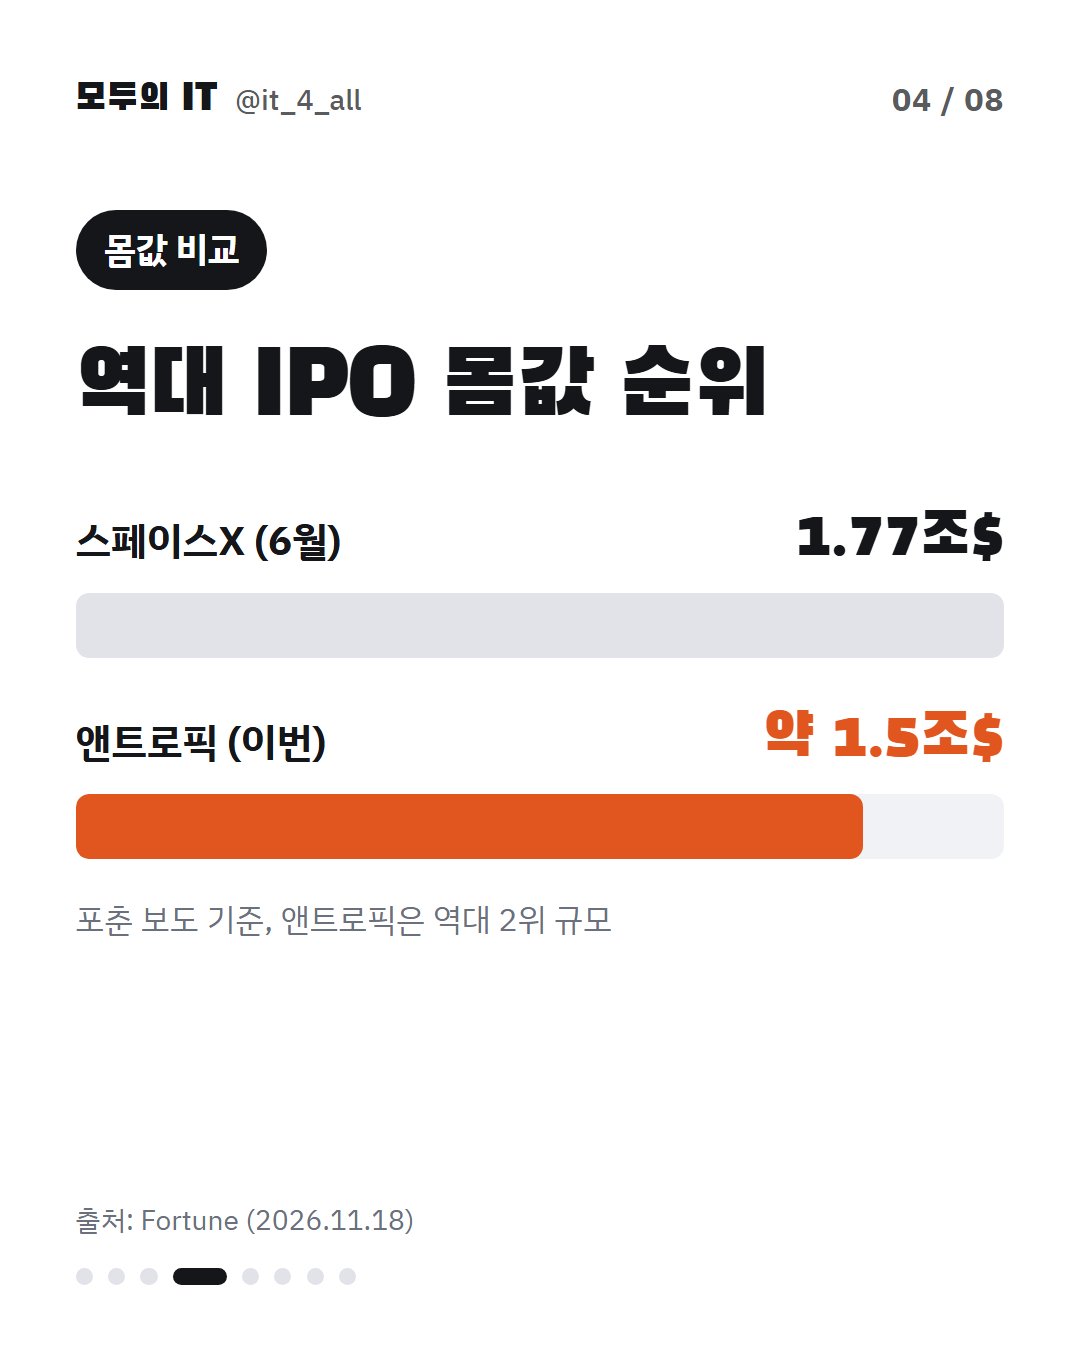 모두의 IT @it_4_all
04 / 08
몸값 비교
역대 IPO 몸값 순위
스페이스X (6월)
1.77조$
앤트로픽 (이번)
약 1.5조$
포춘 보도 기준, 앤트로픽은 역대 2위 규모
출처: Fortune (2026.11.18)